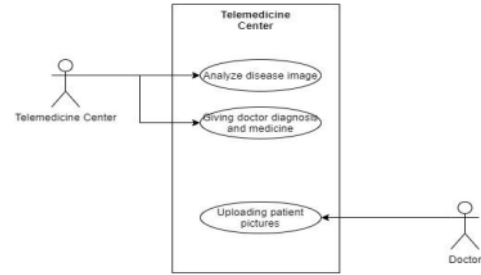 Telemedicine
Center
Analyze disease image
Telemedicine Center
Giving doctor diagnosis
and medicine
Uploading patient
pictures
Doctor